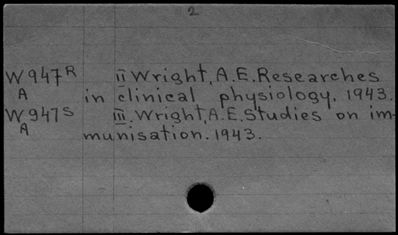 2
W947R II Wright, A.E. Researches
A in clinical physiology, 1943.
W947S III. Wright, A.E. Studies on im-
A munisation. 1943.